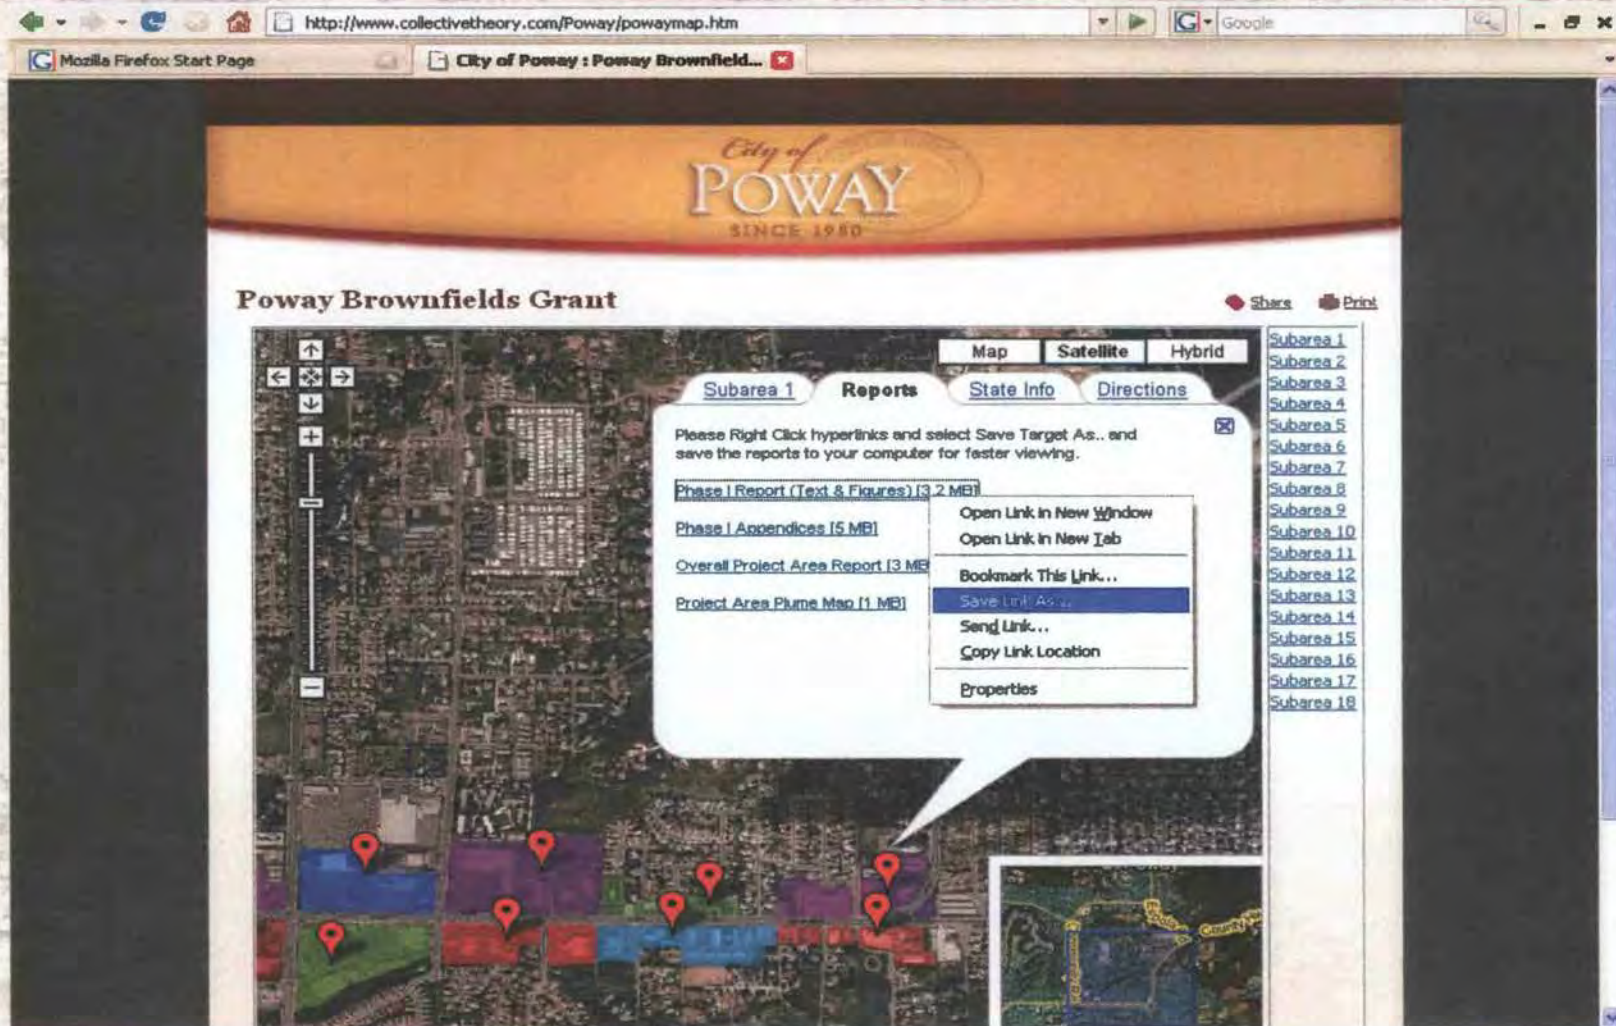 http://www.collectivetheory.com/Poway/powaymap.htm
G Google
Mozilla Firefox Start Page
City of Poway : Poway Brownfield...
City of
POWAY
SINCE 1980
Poway Brownfields Grant
Share Print
Map Satellite Hybrid
Subarea 1 Reports State Info Directions
Please Right Click hyperlinks and select Save Target As.. and
save the reports to your computer for faster viewing.
Phase I Report (Text & Figures) [3.2 MB]
Phase I Appendices [5 MB]
Overall Project Area Report [3 MB
Project Area Plume Map [1 MB]
Open Link in New Window
Open Link in New Tab
Bookmark This Link...
Save Link As...
Send Link...
Copy Link Location
Properties
Subarea 1
Subarea 2
Subarea 3
Subarea 4
Subarea 5
Subarea 6
Subarea 7
Subarea 8
Subarea 9
Subarea 10
Subarea 11
Subarea 12
Subarea 13
Subarea 14
Subarea 15
Subarea 16
Subarea 17
Subarea 18
County